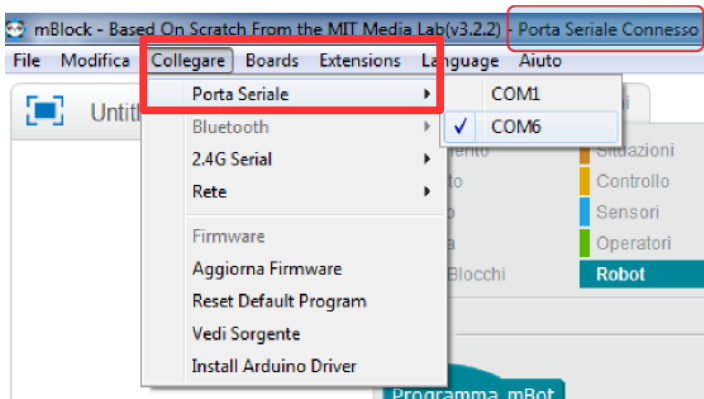 mBlock - Based On Scratch From the MIT Media Lab(v3.2.2) - Porta Seriale Connesso
File Modifica Collegare Boards Extensions Language Aiuto
Untitl
Porta Seriale
COM1
Bluetooth
COM6
2.4G Serial
Situazioni
Rete
Controllo
Sensori
Firmware
Operatori
Aggiorna Firmware
Blocchi
Robot
Reset Default Program
Vedi Sorgente
Install Arduino Driver
Programma mBot